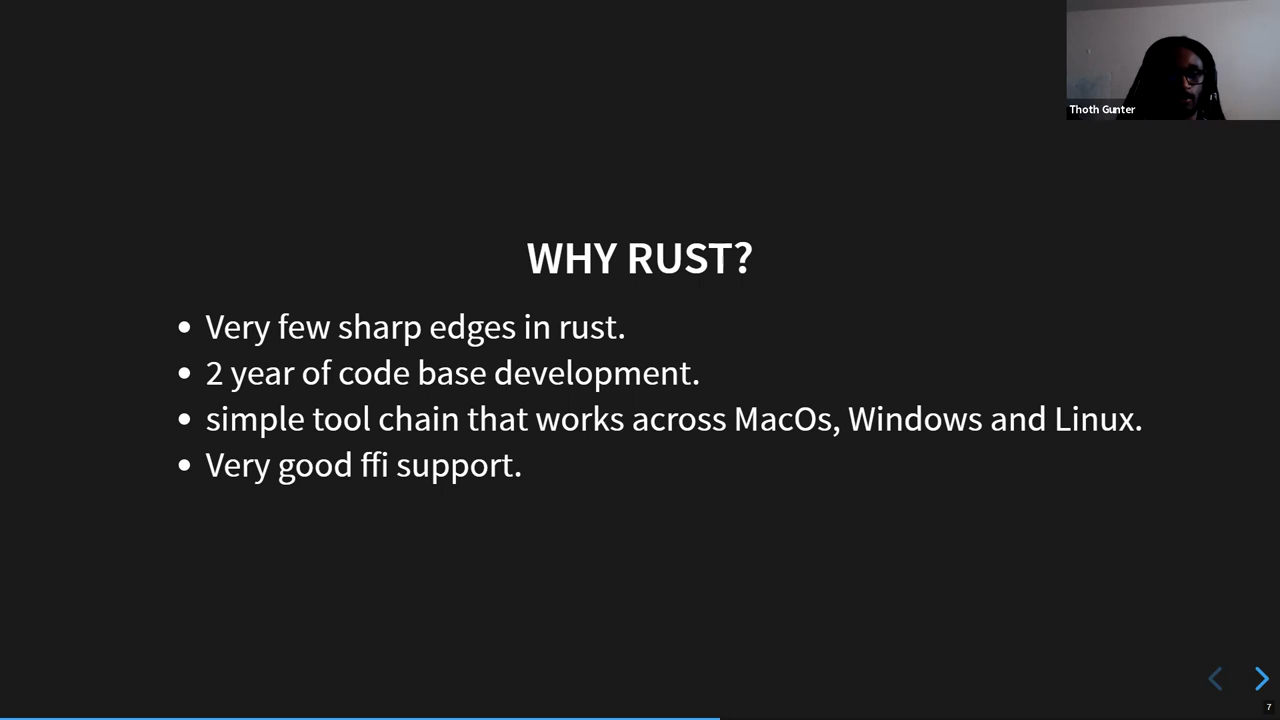 Thoth Gunter
WHY RUST?
• Very few sharp edges in rust.
• 2 year of code base development.
• simple tool chain that works across MacOs, Windows and Linux.
• Very good ffi support.
7